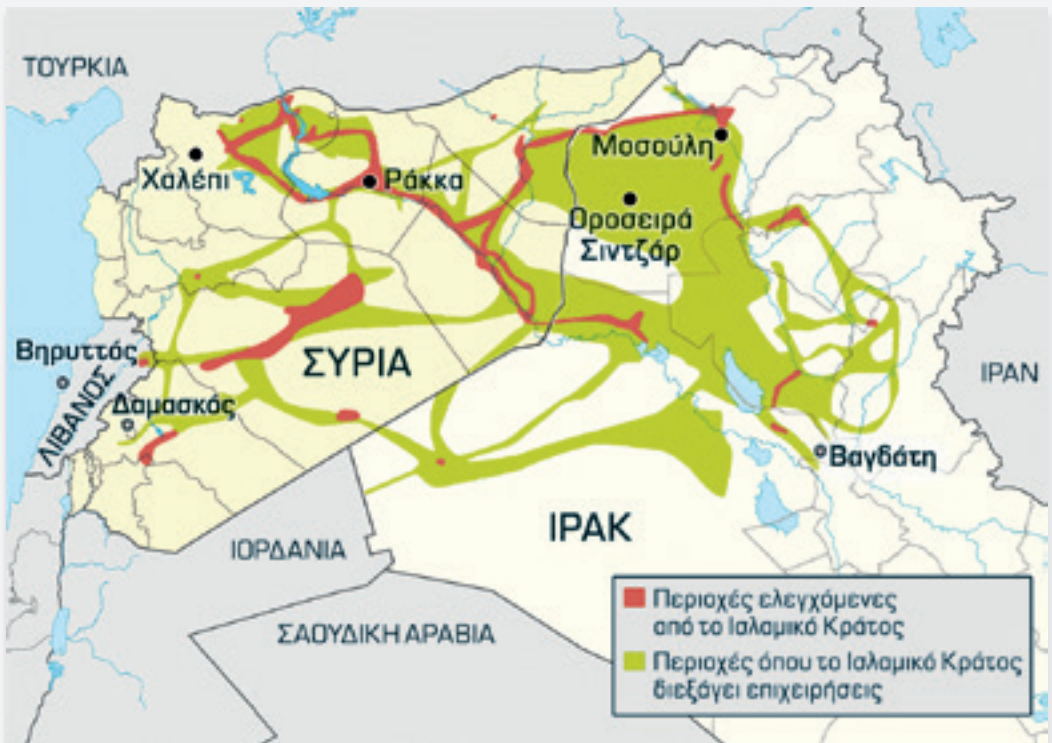 ΤΟΥΡΚΙΑ
Χαλέπι
Ράκκα
Μοσούλη
Οροσειρά
Σιντζάρ
Βηρυττός
ΛΙΒΑΝΟΣ
Δαμασκός
ΣΥΡΙΑ
ΙΡΑΝ
Βαγδάτη
ΙΡΑΚ
ΙΟΡΔΑΝΙΑ
ΣΑΟΥΔΙΚΗ ΑΡΑΒΙΑ
Περιοχές ελεγχόμενες
από το Ισλαμικό Κράτος
Περιοχές όπου το Ισλαμικό Κράτος
διεξάγει επιχειρήσεις